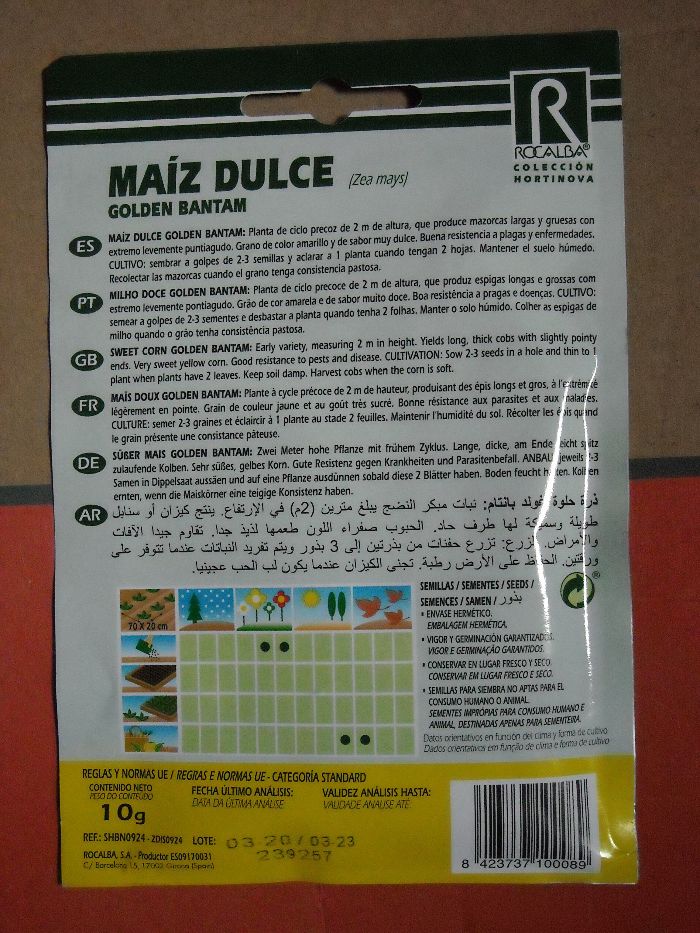 R
ROCALBA®
COLECCIÓN
HORTINOVA
MAÍZ DULCE (Zea mays)
GOLDEN BANTAM
ES
MAÍZ DULCE GOLDEN BANTAM: Planta de ciclo precoz de 2 m de altura, que produce mazorcas largas y gruesas con
extremo levemente puntiagudo. Grano de color amarillo y de sabor muy dulce. Buena resistencia a plagas y enfermedades.
CULTIVO: sembrar a golpes de 2-3 semillas y aclarar a 1 planta cuando tengan 2 hojas. Mantener el suelo húmedo.
Recolectar las mazorcas cuando el grano tenga consistencia pastosa.
PT
MILHO DOCE GOLDEN BANTAM: Planta de ciclo precoce de 2 m de altura, que produz espigas longas e grossas com
estremo levemente pontiagudo. Grão de cor amarela e de sabor muito doce. Boa resistência a pragas e doenças. CULTIVO:
semear a golpes de 2-3 sementes e desbastar a planta quando tenha 2 folhas. Manter o solo húmido. Colher as espigas de
milho quando o grão tenha consistência pastosa.
GB
SWEET CORN GOLDEN BANTAM: Early variety, measuring 2 m in height. Yields long, thick cobs with slightly pointy
ends. Very sweet yellow corn. Good resistance to pests and disease. CULTIVATION: Sow 2-3 seeds in a hole and thin to 1
plant when plants have 2 leaves. Keep soil damp. Harvest cobs when the corn is soft.
FR
MAÏS DOUX GOLDEN BANTAM: Plante à cycle précoce de 2 m de hauteur, produisant des épis longs et gros, à l'extrémité
légèrement en pointe. Grain de couleur jaune et au goût très sucré. Bonne résistance aux parasites et aux maladies.
CULTURE: semer 2-3 graines et éclaircir à 1 plante au stade 2 feuilles. Maintenir l'humidité du sol. Récolter les épis quand
le grain présente une consistance pâteuse.
DE
SÜßER MAIS GOLDEN BANTAM: Zwei Meter hohe Pflanze mit frühem Zyklus. Lange, dicke, am Ende leicht spitz
zulaufende Kolben. Sehr süßes, gelbes Korn. Gute Resistenz gegen Krankheiten und Parasitenbefall. ANBAU: jeweils 2-3
Samen in Dippelsaat aussäen und auf eine Pflanze ausdünnen sobald diese 2 Blätter haben. Boden feucht halten. Kolben
ernten, wenn die Maiskörner eine teigige Konsistenz haben.
AR
ذرة حلوة غولد بانتام: نبات مبكر النضج يبلغ مترين (2م) في الإرتفاع. ينتج كيزان أو سنابل
طويلة وسميكة لها طرف حاد. الحبوب صفراء اللون طعمها لذيذ جدا. تقاوم جيدا الآفات
والأمراض. الزرع: تزرع حفنات من بذرتين إلى 3 بذور ويتم تفريد النباتات عندما تتوفر على
ورقتين. الحفاظ على الأرض رطبة. تجنى الكيزان عندما يكون لب الحب عجينيا.
70 X 20 cm
SEMILLAS / SEMENTES / SEEDS /
SEMENCES / SAMEN / بذور
• ENVASE HERMÉTICO.
EMBALAGEM HERMÉTICA.
• VIGOR Y GERMINACIÓN GARANTIZADOS.
VIGOR E GERMINAÇÃO GARANTIDOS.
• CONSERVAR EN LUGAR FRESCO Y SECO.
CONSERVAR EM LUGAR FRESCO E SECO.
• SEMILLAS PARA SIEMBRA NO APTAS PARA EL
CONSUMO HUMANO O ANIMAL.
SEMENTES IMPRÓPIAS PARA CONSUMO HUMANO E
ANIMAL, DESTINADAS APENAS PARA SEMENTEIRA.
Datos orientativos en función del clima y forma de cultivo
Dados orientativos em função de clima e forma de cultivo
REGLAS Y NORMAS UE / REGRAS E NORMAS UE - CATEGORÍA STANDARD
CONTENIDO NETO
PESO DO CONTEÚDO
10g
FECHA ÚLTIMO ANÁLISIS:
DATA DA ÚLTIMA ANÁLISE:
VALIDEZ ANÁLISIS HASTA:
VALIDADE ANALISE ATÉ:
REF.: SHBN0924 - ZDIS0924 LOTE: 03 20/ 03-23
239257
ROCALBA, S.A. - Productor ES09170031
C/ Barcelona 15, 17002 Girona (Spain)
8 423737 100089